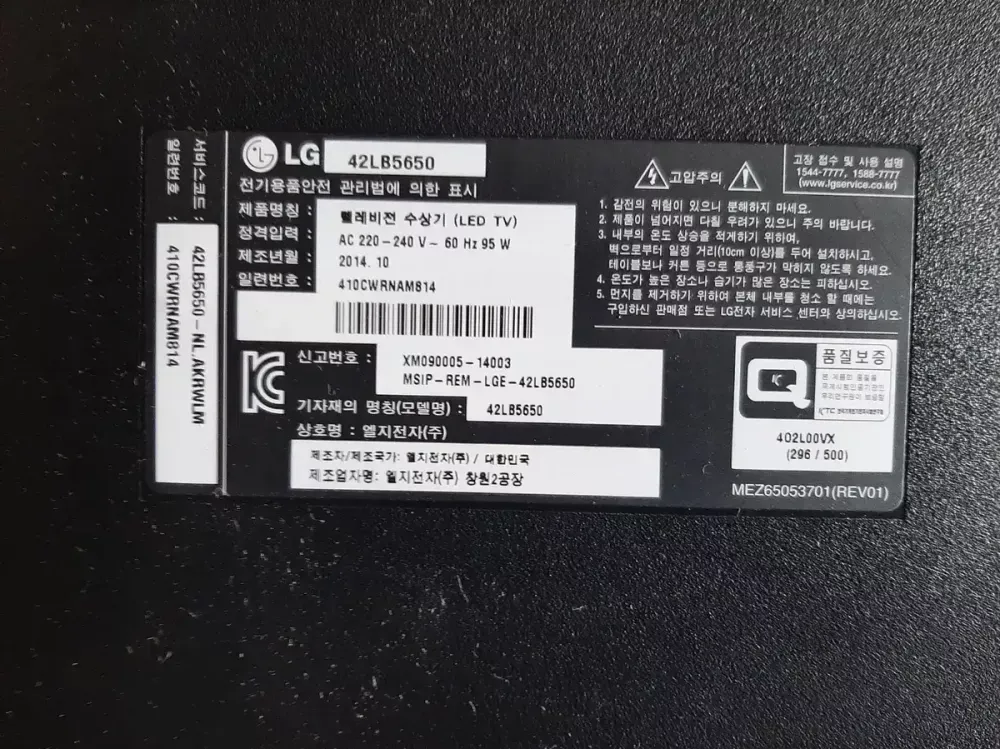 LG 42LB5650
전기용품안전 관리법에 의한 표시
제품명칭 : 텔레비전 수상기 (LED TV)
정격입력 : AC 220-240 V~ 60 Hz 95 W
제조년월 : 2014. 10
일련번호 : 410CWRNAM814
신고번호 : XM090005-14003
MSIP-REM-LGE-42LB5650
기자재의 명칭(모델명) : 42LB5650
상호명 : 엘지전자(주)
제조자/제조국가: 엘지전자(주) / 대한민국
제조업자명: 엘지전자(주) 창원2공장
서비스코드 : 42LB5650-NL.AKRWLM
일련번호 : 410CWRNAM814
고압주의
고장 접수 및 사용 설명
1544-7777, 1588-7777
(www.lgservice.co.kr)
1. 감전의 위험이 있으니 분해하지 마세요.
2. 제품이 넘어지면 다칠 우려가 있으니 주의 바랍니다.
3. 내부의 온도 상승을 적게하기 위하여,
벽으로부터 일정 거리(10cm 이상)를 두어 설치하시고,
테이블보나 커튼 등으로 통풍구가 막히지 않도록 하세요.
4. 온도가 높은 장소나 습기가 많은 장소는 피하십시오.
5. 먼지를 제거하기 위하여 본체 내부를 청소 할 때에는
구입하신 판매점 또는 LG전자 서비스 센터와 상의하십시오.
Q 품질보증
KTC
402L00VX
(296 / 500)
MEZ65053701(REV01)